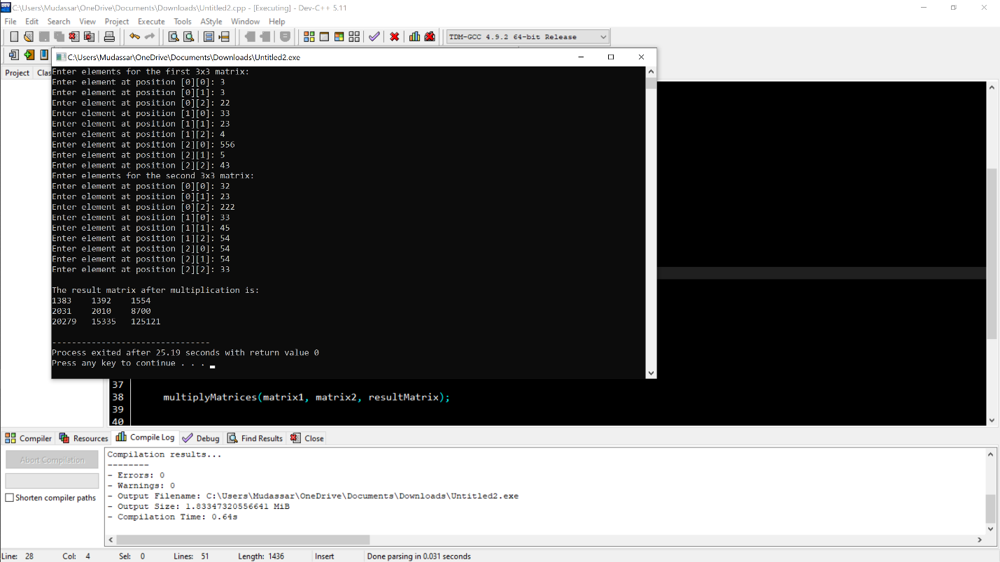 C:\Users\Mudassar\OneDrive\Documents\Downloads\Untitled2.cpp - [Executing] - Dev-C++ 5.11
File Edit Search View Project Execute Tools AStyle Window Help
TDM-GCC 4.9.2 64-bit Release
C:\Users\Mudassar\OneDrive\Documents\Downloads\Untitled2.exe
Project Clas
Enter elements for the first 3x3 matrix:
Enter element at position [0][0]: 3
Enter element at position [0][1]: 3
Enter element at position [0][2]: 22
Enter element at position [1][0]: 33
Enter element at position [1][1]: 23
Enter element at position [1][2]: 4
Enter element at position [2][0]: 556
Enter element at position [2][1]: 5
Enter element at position [2][2]: 43
Enter elements for the second 3x3 matrix:
Enter element at position [0][0]: 32
Enter element at position [0][1]: 23
Enter element at position [0][2]: 222
Enter element at position [1][0]: 33
Enter element at position [1][1]: 45
Enter element at position [1][2]: 54
Enter element at position [2][0]: 54
Enter element at position [2][1]: 54
Enter element at position [2][2]: 33
The result matrix after multiplication is:
1383 1392 1554
2031 2010 8700
20279 15335 125121
--------------------------------
Process exited after 25.19 seconds with return value 0
Press any key to continue . . .
37
38 multiplyMatrices(matrix1, matrix2, resultMatrix);
39
40
Compiler Resources Compile Log Debug Find Results Close
Abort Compilation
Shorten compiler paths
Compilation results...
--------
- Errors: 0
- Warnings: 0
- Output Filename: C:\Users\Mudassar\OneDrive\Documents\Downloads\Untitled2.exe
- Output Size: 1.83347320556641 MiB
- Compilation Time: 0.64s
Line: 28 Col: 4 Sel: 0 Lines: 51 Length: 1436 Insert Done parsing in 0.031 seconds